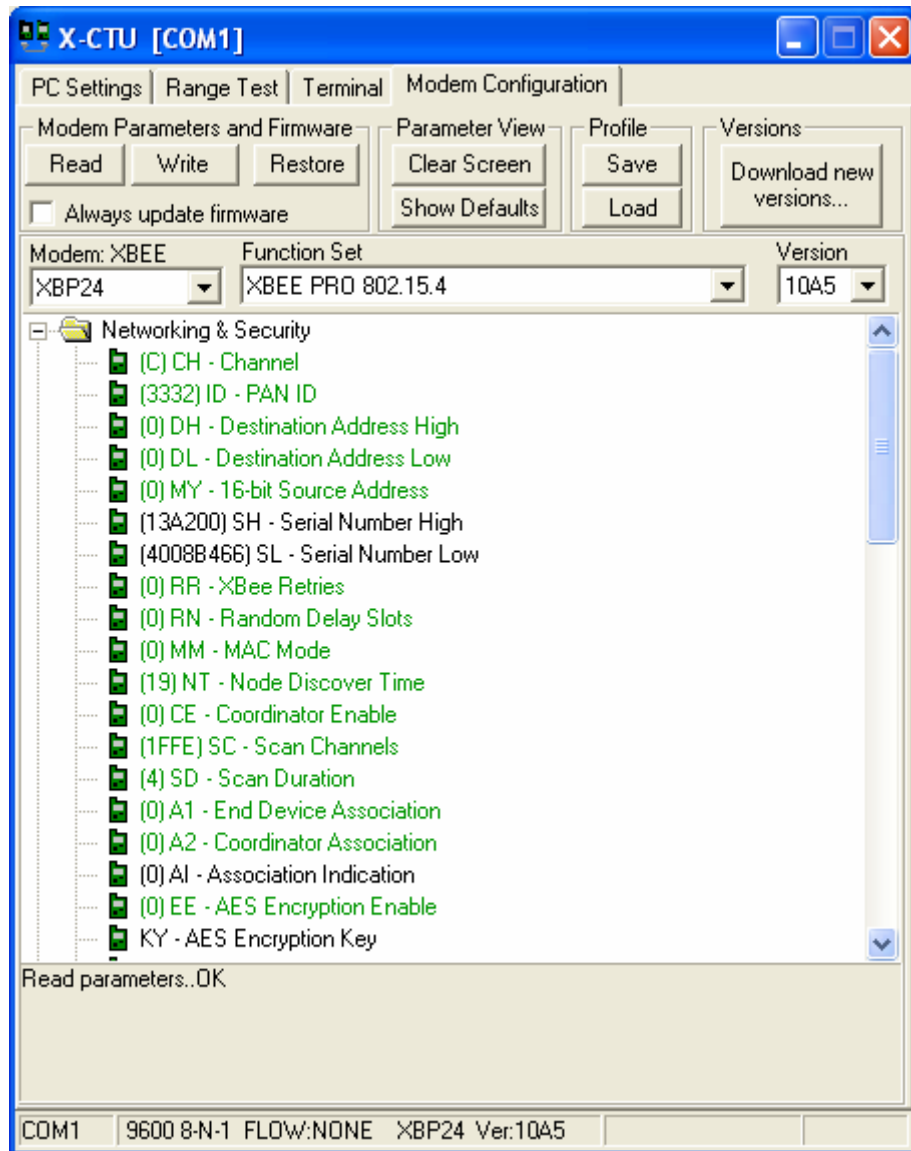 X-CTU [COM1]
PC Settings Range Test Terminal Modem Configuration
Modem Parameters and Firmware Parameter View Profile Versions
Read Write Restore Clear Screen Save Download new versions...
Always update firmware Show Defaults Load
Modem: XBEE Function Set Version
XBP24 XBEE PRO 802.15.4 10A5
Networking & Security
(C) CH - Channel
(3332) ID - PAN ID
(0) DH - Destination Address High
(0) DL - Destination Address Low
(0) MY - 16-bit Source Address
(13A200) SH - Serial Number High
(4008B466) SL - Serial Number Low
(0) RR - XBee Retries
(0) RN - Random Delay Slots
(0) MM - MAC Mode
(19) NT - Node Discover Time
(0) CE - Coordinator Enable
(1FFE) SC - Scan Channels
(4) SD - Scan Duration
(0) A1 - End Device Association
(0) A2 - Coordinator Association
(0) AI - Association Indication
(0) EE - AES Encryption Enable
KY - AES Encryption Key
Read parameters..OK
COM1 9600 8-N-1 FLOW:NONE XBP24 Ver:10A5